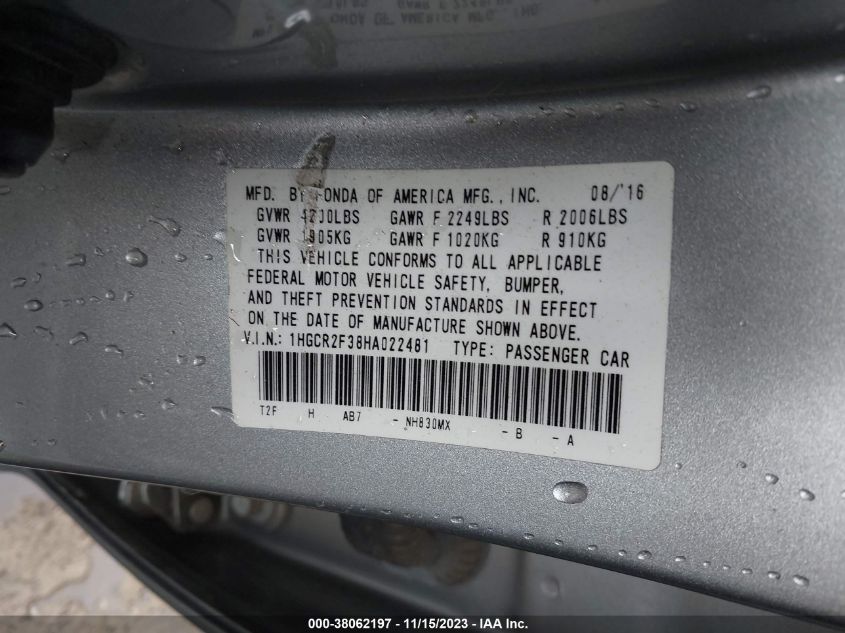 MFD. BY HONDA OF AMERICA MFG., INC. 08/'16
GVWR LBS GAWR F 2249LBS R 2006LBS
GVWR 1905KG GAWR F 1020KG R 910KG
THIS VEHICLE CONFORMS TO ALL APPLICABLE
FEDERAL MOTOR VEHICLE SAFETY, BUMPER,
AND THEFT PREVENTION STANDARDS IN EFFECT
ON THE DATE OF MANUFACTURE SHOWN ABOVE.
V.I.N.: 1HGCR2F38HA022481 TYPE: PASSENGER CAR
T2F H AB7 - NH830MX - B - A
000-38062197 - 11/15/2023 - IAA Inc.